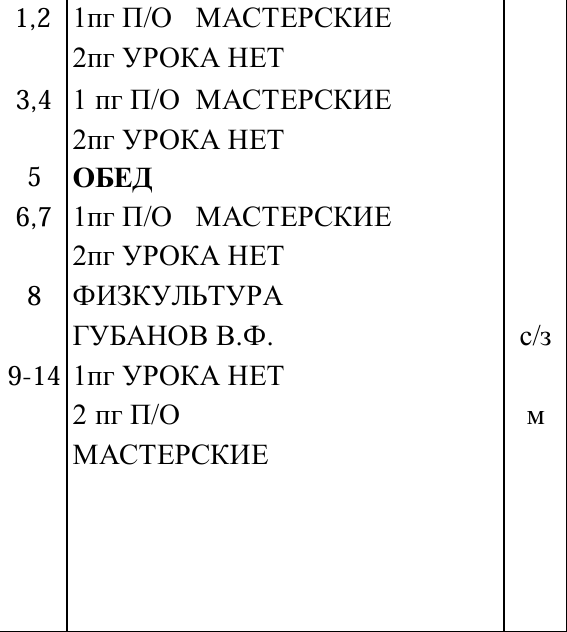 1,2 1пг П/О МАСТЕРСКИЕ
2пг УРОКА НЕТ
3,4 1 пг П/О МАСТЕРСКИЕ
2пг УРОКА НЕТ
5 ОБЕД
6,7 1пг П/О МАСТЕРСКИЕ
2пг УРОКА НЕТ
8 ФИЗКУЛЬТУРА
ГУБАНОВ В.Ф. с/з
9-14 1пг УРОКА НЕТ
2 пг П/О м
МАСТЕРСКИЕ